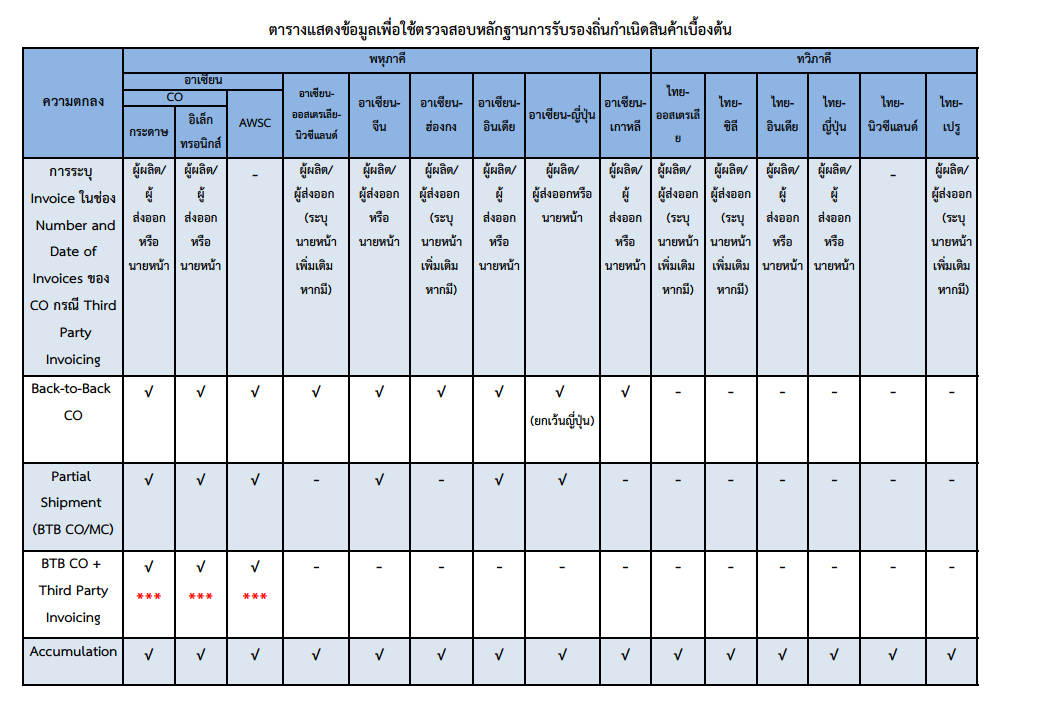 ตารางแสดงข้อมูลเพื่อใช้ตรวจสอบหลักฐานการรับรองถิ่นกำเนิดสินค้าเบื้องต้น
ความตกลง
พหุภาคี
ทวิภาคี
อาเซียน
CO
กระดาษ
อิเล็ก
ทรอนิกส์
AWSC
อาเซียน-
ออสเตรเลีย-
นิวซีแลนด์
อาเซียน-
จีน
อาเซียน-
ฮ่องกง
อาเซียน-
อินเดีย
อาเซียน-ญี่ปุ่น
อาเซียน-
เกาหลี
ไทย-
ออสเตรเลี
ย
ไทย-
ชิลี
ไทย-
อินเดีย
ไทย-
ญี่ปุ่น
ไทย-
นิวซีแลนด์
ไทย-
เปรู
การระบุ
Invoice ในช่อง
Number and
Date of
Invoices ของ
CO กรณี Third
Party
Invoicing
ผู้ผลิต/
ผู้
ส่งออก
หรือ
นายหน้า
ผู้ผลิต/
ผู้
ส่งออก
หรือ
นายหน้า
-
ผู้ผลิต/
ผู้ส่งออก
(ระบุ
นายหน้า
เพิ่มเติม
หากมี)
ผู้ผลิต/
ผู้ส่งออก
หรือ
นายหน้า
ผู้ผลิต/
ผู้ส่งออก
(ระบุ
นายหน้า
เพิ่มเติม
หากมี)
ผู้ผลิต/
ผู้
ส่งออก
หรือ
นายหน้า
ผู้ผลิต/
ผู้ส่งออกหรือ
นายหน้า
ผู้ผลิต/
ผู้
ส่งออก
หรือ
นายหน้า
ผู้ผลิต/
ผู้ส่งออก
(ระบุ
นายหน้า
เพิ่มเติม
หากมี)
ผู้ผลิต/
ผู้ส่งออก
(ระบุ
นายหน้า
เพิ่มเติม
หากมี)
ผู้ผลิต/
ผู้
ส่งออก
หรือ
นายหน้า
ผู้ผลิต/
ผู้
ส่งออก
หรือ
นายหน้า
-
ผู้ผลิต/
ผู้ส่งออก
(ระบุ
นายหน้า
เพิ่มเติม
หากมี)
Back-to-Back
CO
√ √ √ √ √ √ √ √ √ - - - - - -
(ยกเว้นญี่ปุ่น)
Partial
Shipment
(BTB CO/MC)
√ √ √ - √ - √ √ - - - - - - -
BTB CO +
Third Party
Invoicing
√ √ √ - - - - - - - - - - - -
*** *** ***
Accumulation
√ √ √ √ √ √ √ √ √ √ √ √ √ √ √